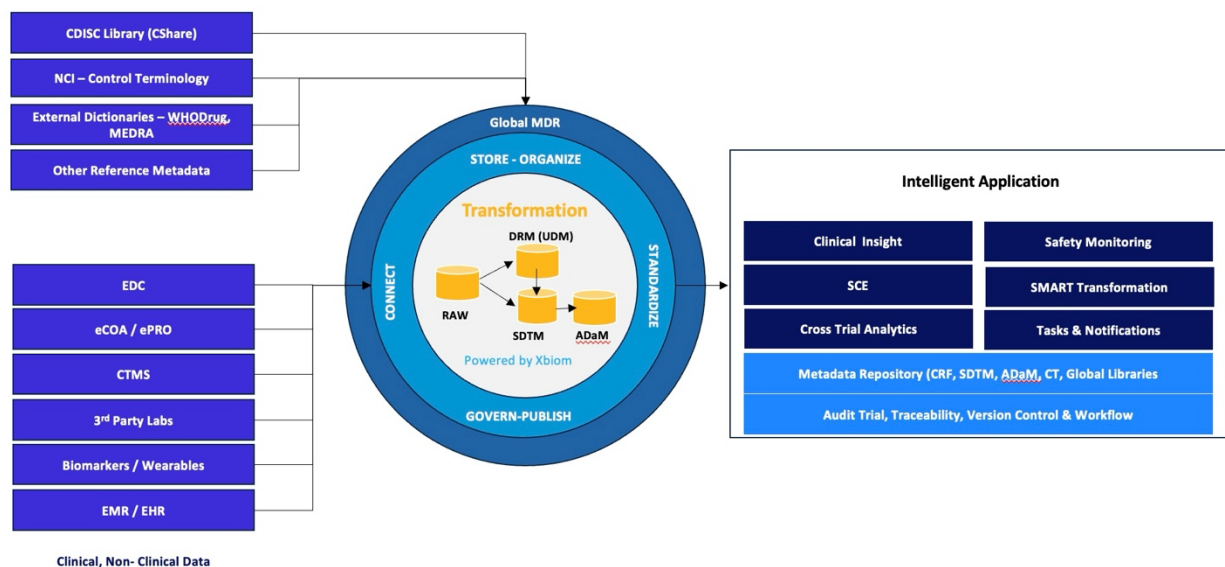 CDISC Library (CShare)
NCI – Control Terminology
External Dictionaries – WHODrug,
MEDRA
Other Reference Metadata
EDC
eCOA / ePRO
CTMS
3rd Party Labs
Biomarkers / Wearables
EMR / EHR
Clinical, Non- Clinical Data
Global MDR
STORE - ORGANIZE
CONNECT
STANDARDIZE
GOVERN-PUBLISH
Transformation
DRM (UDM)
RAW
SDTM
ADaM
Powered by Xbiom
Intelligent Application
Clinical Insight
Safety Monitoring
SCE
SMART Transformation
Cross Trial Analytics
Tasks & Notifications
Metadata Repository (CRF, SDTM, ADaM, CT, Global Libraries
Audit Trial, Traceability, Version Control & Workflow